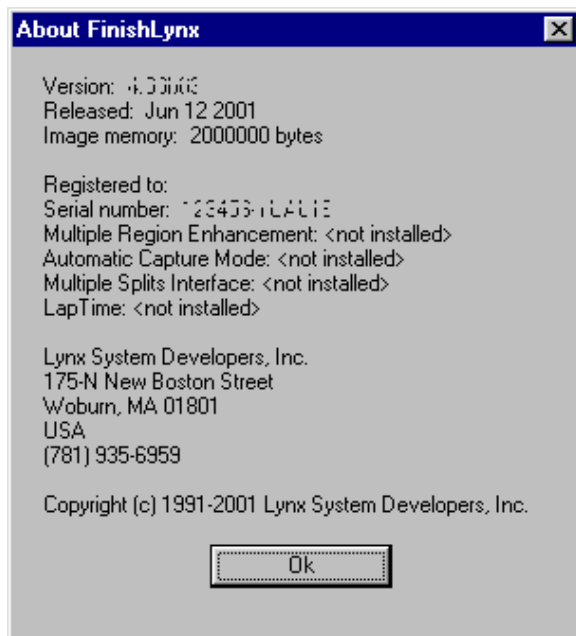 About FinishLynx
Version:
Released: Jun 12 2001
Image memory: 2000000 bytes
Registered to:
Serial number:
Multiple Region Enhancement: <not installed>
Automatic Capture Mode: <not installed>
Multiple Splits Interface: <not installed>
LapTime: <not installed>
Lynx System Developers, Inc.
175-N New Boston Street
Woburn, MA 01801
USA
(781) 935-6959
Copyright (c) 1991-2001 Lynx System Developers, Inc.
Ok